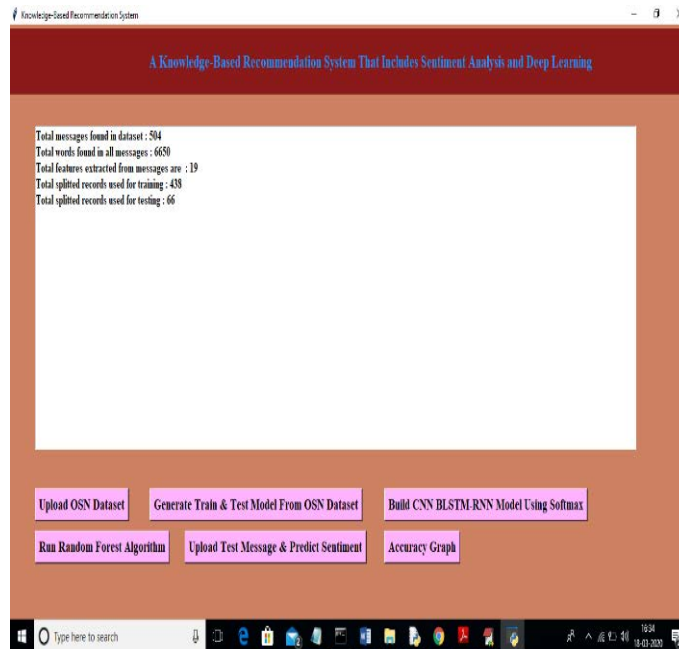 Knowledge-Based Recommendation System
A Knowledge-Based Recommendation System That Includes Sentiment Analysis and Deep Learning
Total messages found in dataset : 504
Total words found in all messages : 6650
Total features extracted from messages are : 19
Total splitted records used for training : 438
Total splitted records used for testing : 66
Upload OSN Dataset
Generate Train & Test Model From OSN Dataset
Build CNN BLSTM-RNN Model Using Softmax
Run Random Forest Algorithm
Upload Test Message & Predict Sentiment
Accuracy Graph
Type here to search
16:34
18-03-2020